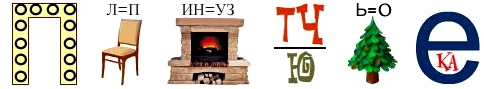 П Л=П ИН=УЗ ТЧ Ь=О е
Ю КА